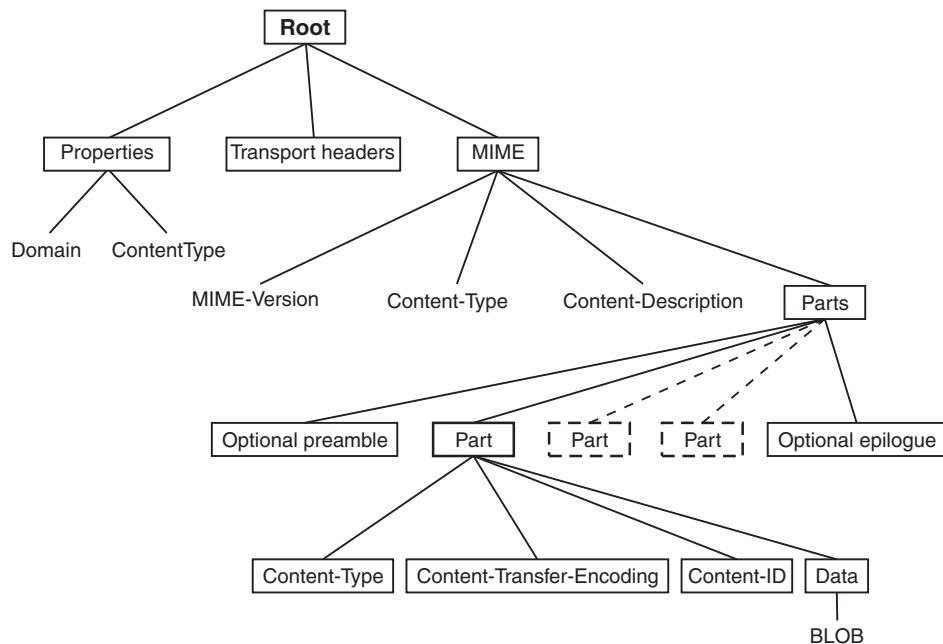 Root
Properties
Transport headers
MIME
Domain
ContentType
MIME-Version
Content-Type
Content-Description
Parts
Optional preamble
Part
Part
Part
Optional epilogue
Content-Type
Content-Transfer-Encoding
Content-ID
Data
BLOB